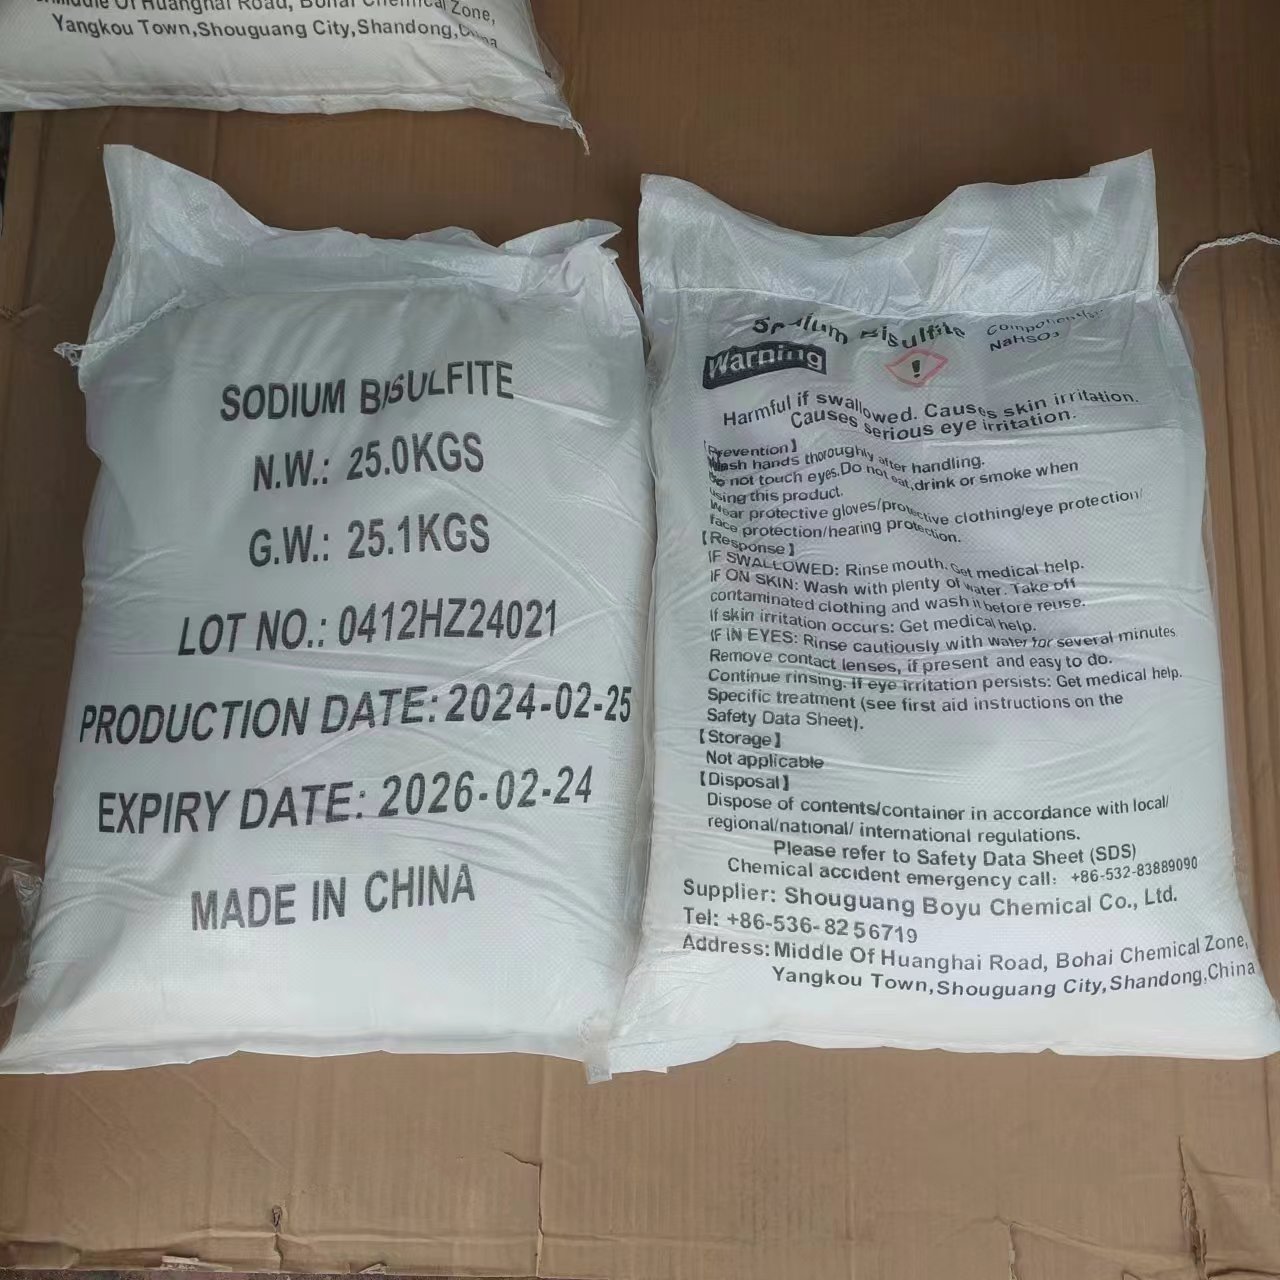 Middle Of Huanghai Road, Bohai Chemical Zone,
Yangkou Town,Shouguang City,Shandong,China
SODIUM BISULFITE
N.W.: 25.0KGS
G.W.: 25.1KGS
LOT NO.: 0412HZ24021
PRODUCTION DATE: 2024-02-25
EXPIRY DATE: 2026-02-24
MADE IN CHINA
Sodium Bisulfite
Component(s):
NaHSO3
Warning
!
Harmful if swallowed. Causes skin irritation.
Causes serious eye irritation.
【Prevention】
Wash hands thoroughly after handling.
Do not touch eyes.Do not eat,drink or smoke when
using this product.
Wear protective gloves/protective clothing/eye protection/
face protection/hearing protection.
【Response】
IF SWALLOWED: Rinse mouth. Get medical help.
IF ON SKIN: Wash with plenty of water. Take off
contaminated clothing and wash it before reuse.
If skin irritation occurs: Get medical help.
IF IN EYES: Rinse cautiously with water for several minutes
Remove contact lenses, if present and easy to do.
Continue rinsing. If eye irritation persists: Get medical help.
Specific treatment (see first aid instructions on the
Safety Data Sheet).
【Storage】
Not applicable
【Disposal】
Dispose of contents/container in accordance with local/
regional/national/ international regulations.
Please refer to Safety Data Sheet (SDS)
Chemical accident emergency call: +86-532-83889090
Supplier: Shouguang Boyu Chemical Co., Ltd.
Tel: +86-536-8256719
Address: Middle Of Huanghai Road, Bohai Chemical Zone,
Yangkou Town,Shouguang City,Shandong,China